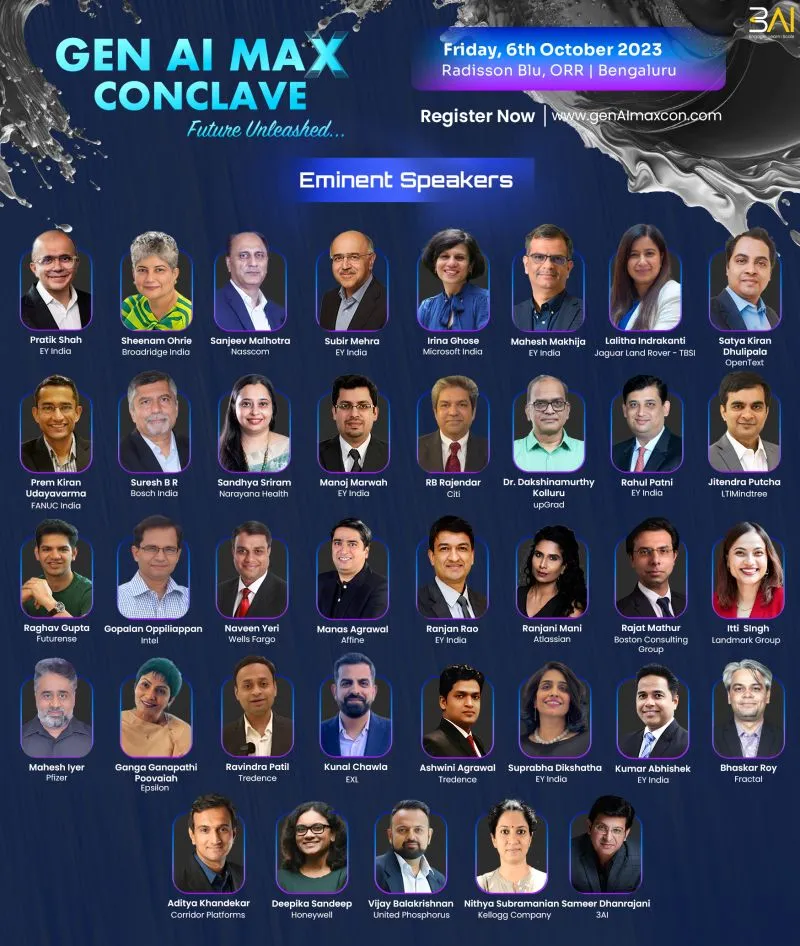 3AI
Engage | Learn | Scale
GEN AI MAX
CONCLAVE
Future Unleashed...
Friday, 6th October 2023
Radisson Blu, ORR | Bengaluru
Register Now | www.genAImaxcon.com
Eminent Speakers
Pratik Shah
EY India
Sheenam Ohrie
Broadridge India
Sanjeev Malhotra
Nasscom
Subir Mehra
EY India
Irina Ghose
Microsoft India
Mahesh Makhija
EY India
Lalitha Indrakanti
Jaguar Land Rover - TBSI
Satya Kiran
Dhulipala
OpenText
Prem Kiran
Udayavarma
FANUC India
Suresh B R
Bosch India
Sandhya Sriram
Narayana Health
Manoj Marwah
EY India
RB Rajendar
Citi
Dr. Dakshinamurthy
Kolluru
upGrad
Rahul Patni
EY India
Jitendra Putcha
LTIMindtree
Raghav Gupta
Futurense
Gopalan Oppiliappan
Intel
Naveen Yeri
Wells Fargo
Manas Agrawal
Affine
Ranjan Rao
EY India
Ranjani Mani
Atlassian
Rajat Mathur
Boston Consulting
Group
Itti SIngh
Landmark Group
Mahesh Iyer
Pfizer
Ganga Ganapathi
Poovaiah
Epsilon
Ravindra Patil
Tredence
Kunal Chawla
EXL
Ashwini Agrawal
Tredence
Suprabha Dikshatha
EY India
Kumar Abhishek
EY India
Bhaskar Roy
Fractal
Aditya Khandekar
Corridor Platforms
Deepika Sandeep
Honeywell
Vijay Balakrishnan
United Phosphorus
Nithya Subramanian
Kellogg Company
Sameer Dhanrajani
3AI